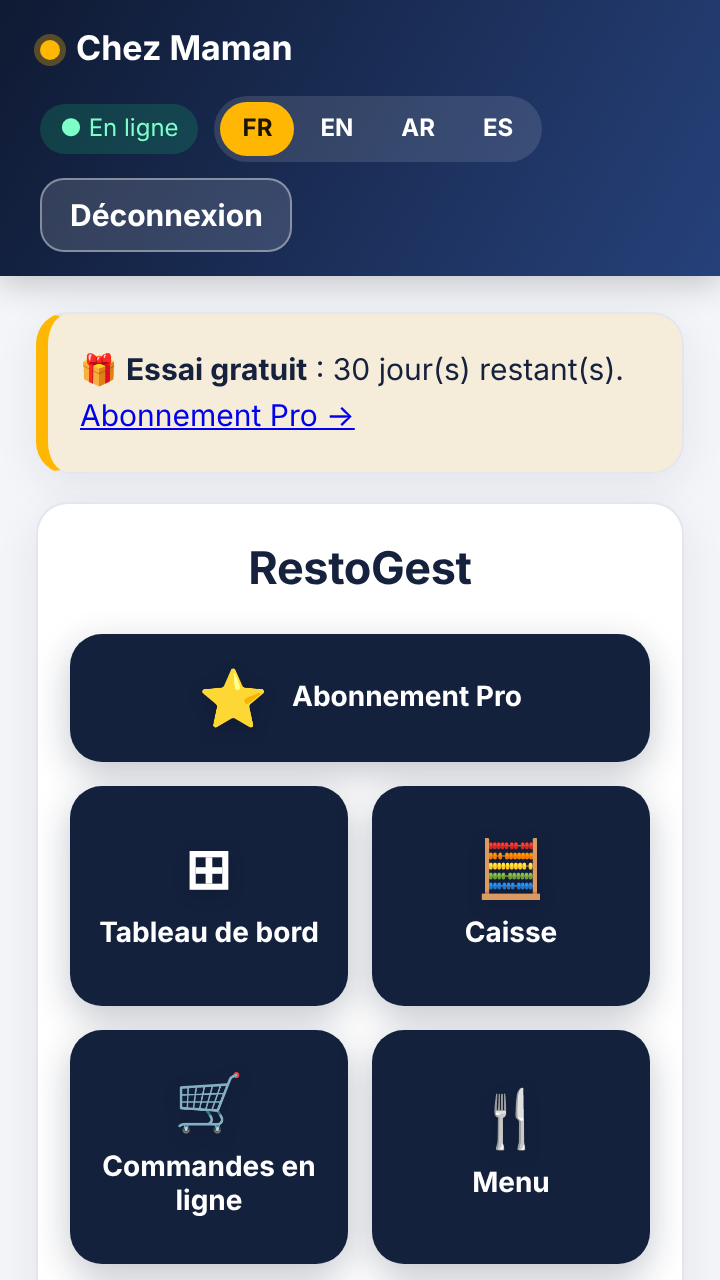 Chez Maman
En ligne
FR EN AR ES
Déconnexion
🎁 Essai gratuit : 30 jour(s) restant(s).
Abonnement Pro →
RestoGest
⭐ Abonnement Pro
Tableau de bord
Caisse
Commandes en
ligne
Menu